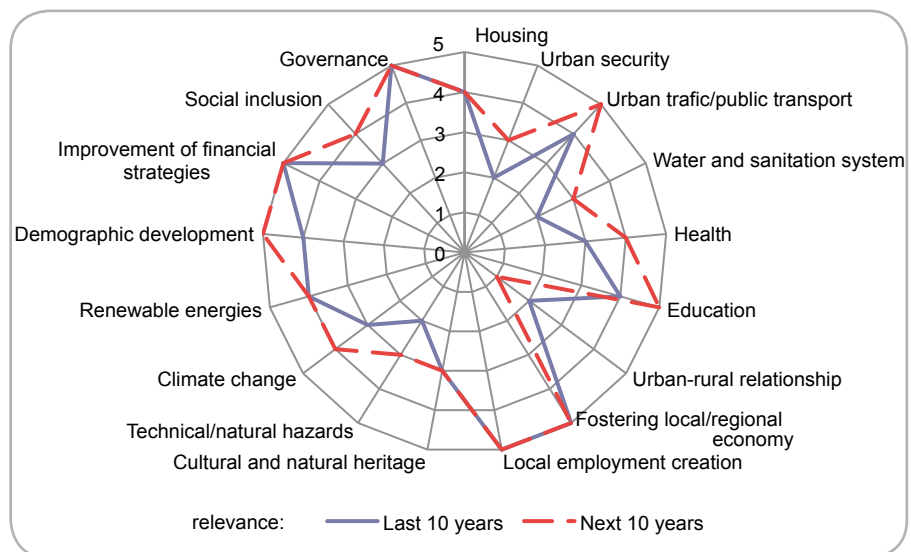 5
4
3
2
1
0
Housing
Urban security
Urban trafic/public transport
Water and sanitation system
Health
Education
Urban-rural relationship
Fostering local/regional
economy
Local employment creation
Cultural and natural heritage
Technical/natural hazards
Climate change
Renewable energies
Demographic development
Improvement of financial
strategies
Social inclusion
Governance
relevance: Last 10 years Next 10 years